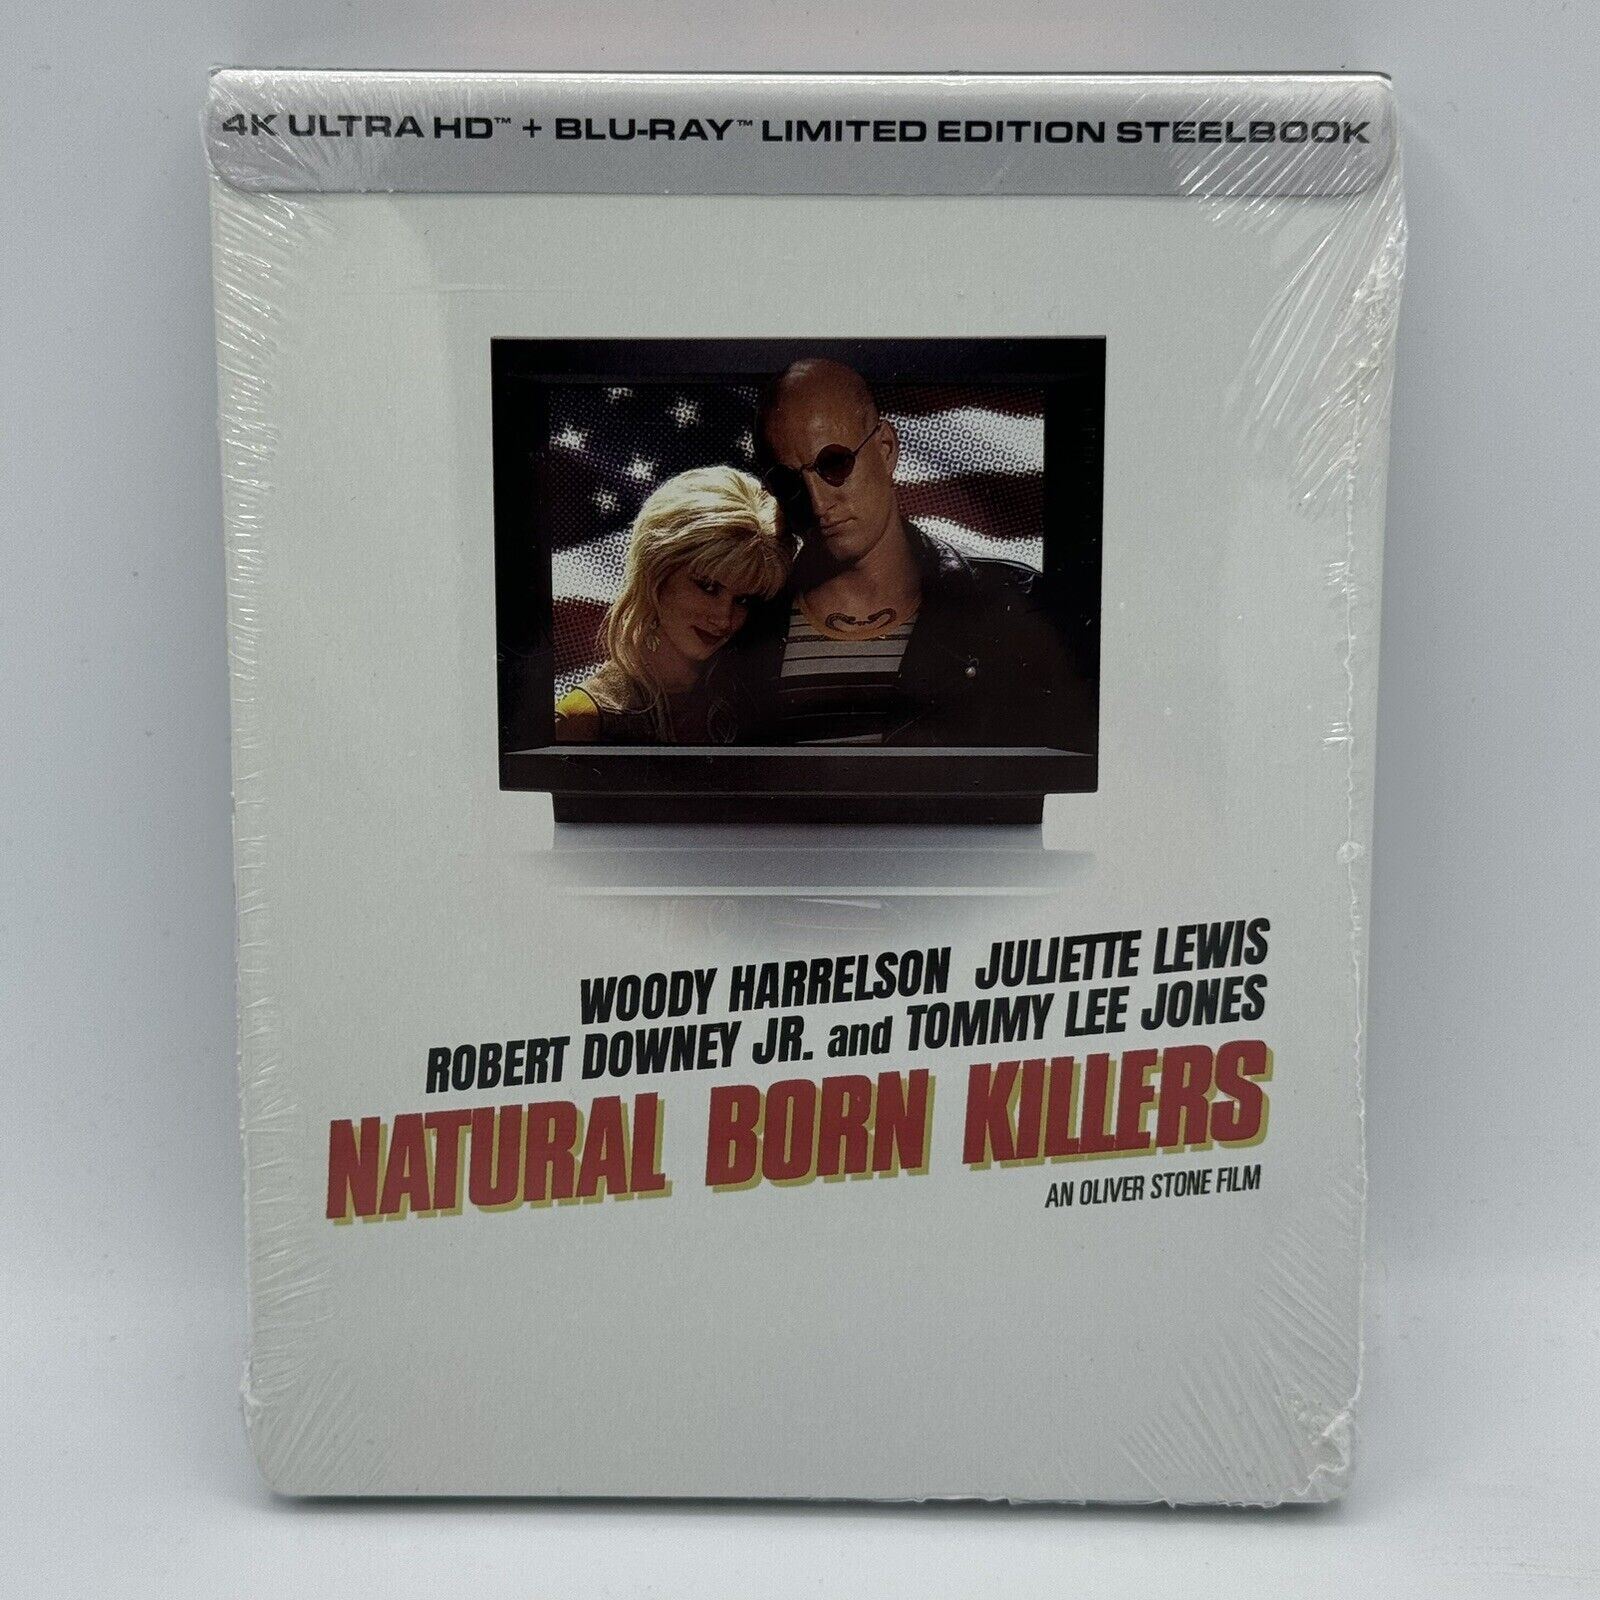 4K ULTRA HD™ + BLU-RAY™ LIMITED EDITION STEELBOOK
WOODY HARRELSON JULIETTE LEWIS
ROBERT DOWNEY JR. and TOMMY LEE JONES
NATURAL BORN KILLERS
AN OLIVER STONE FILM